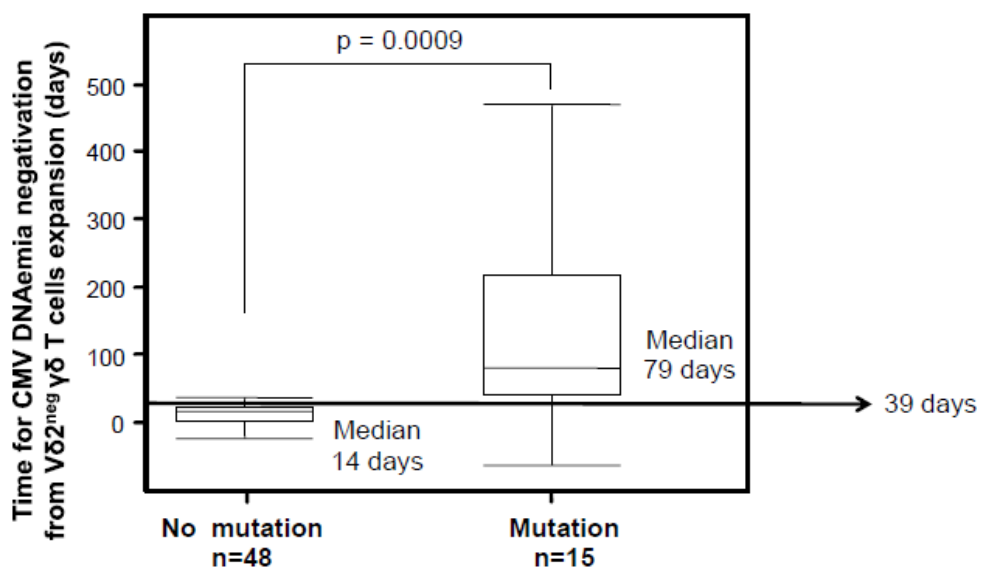 Time for CMV DNAemia negativation
from Vδ2neg γδ T cells expansion (days)
p = 0.0009
500
400
300
200
100
0
Median
79 days
39 days
Median
14 days
No mutation
n=48
Mutation
n=15